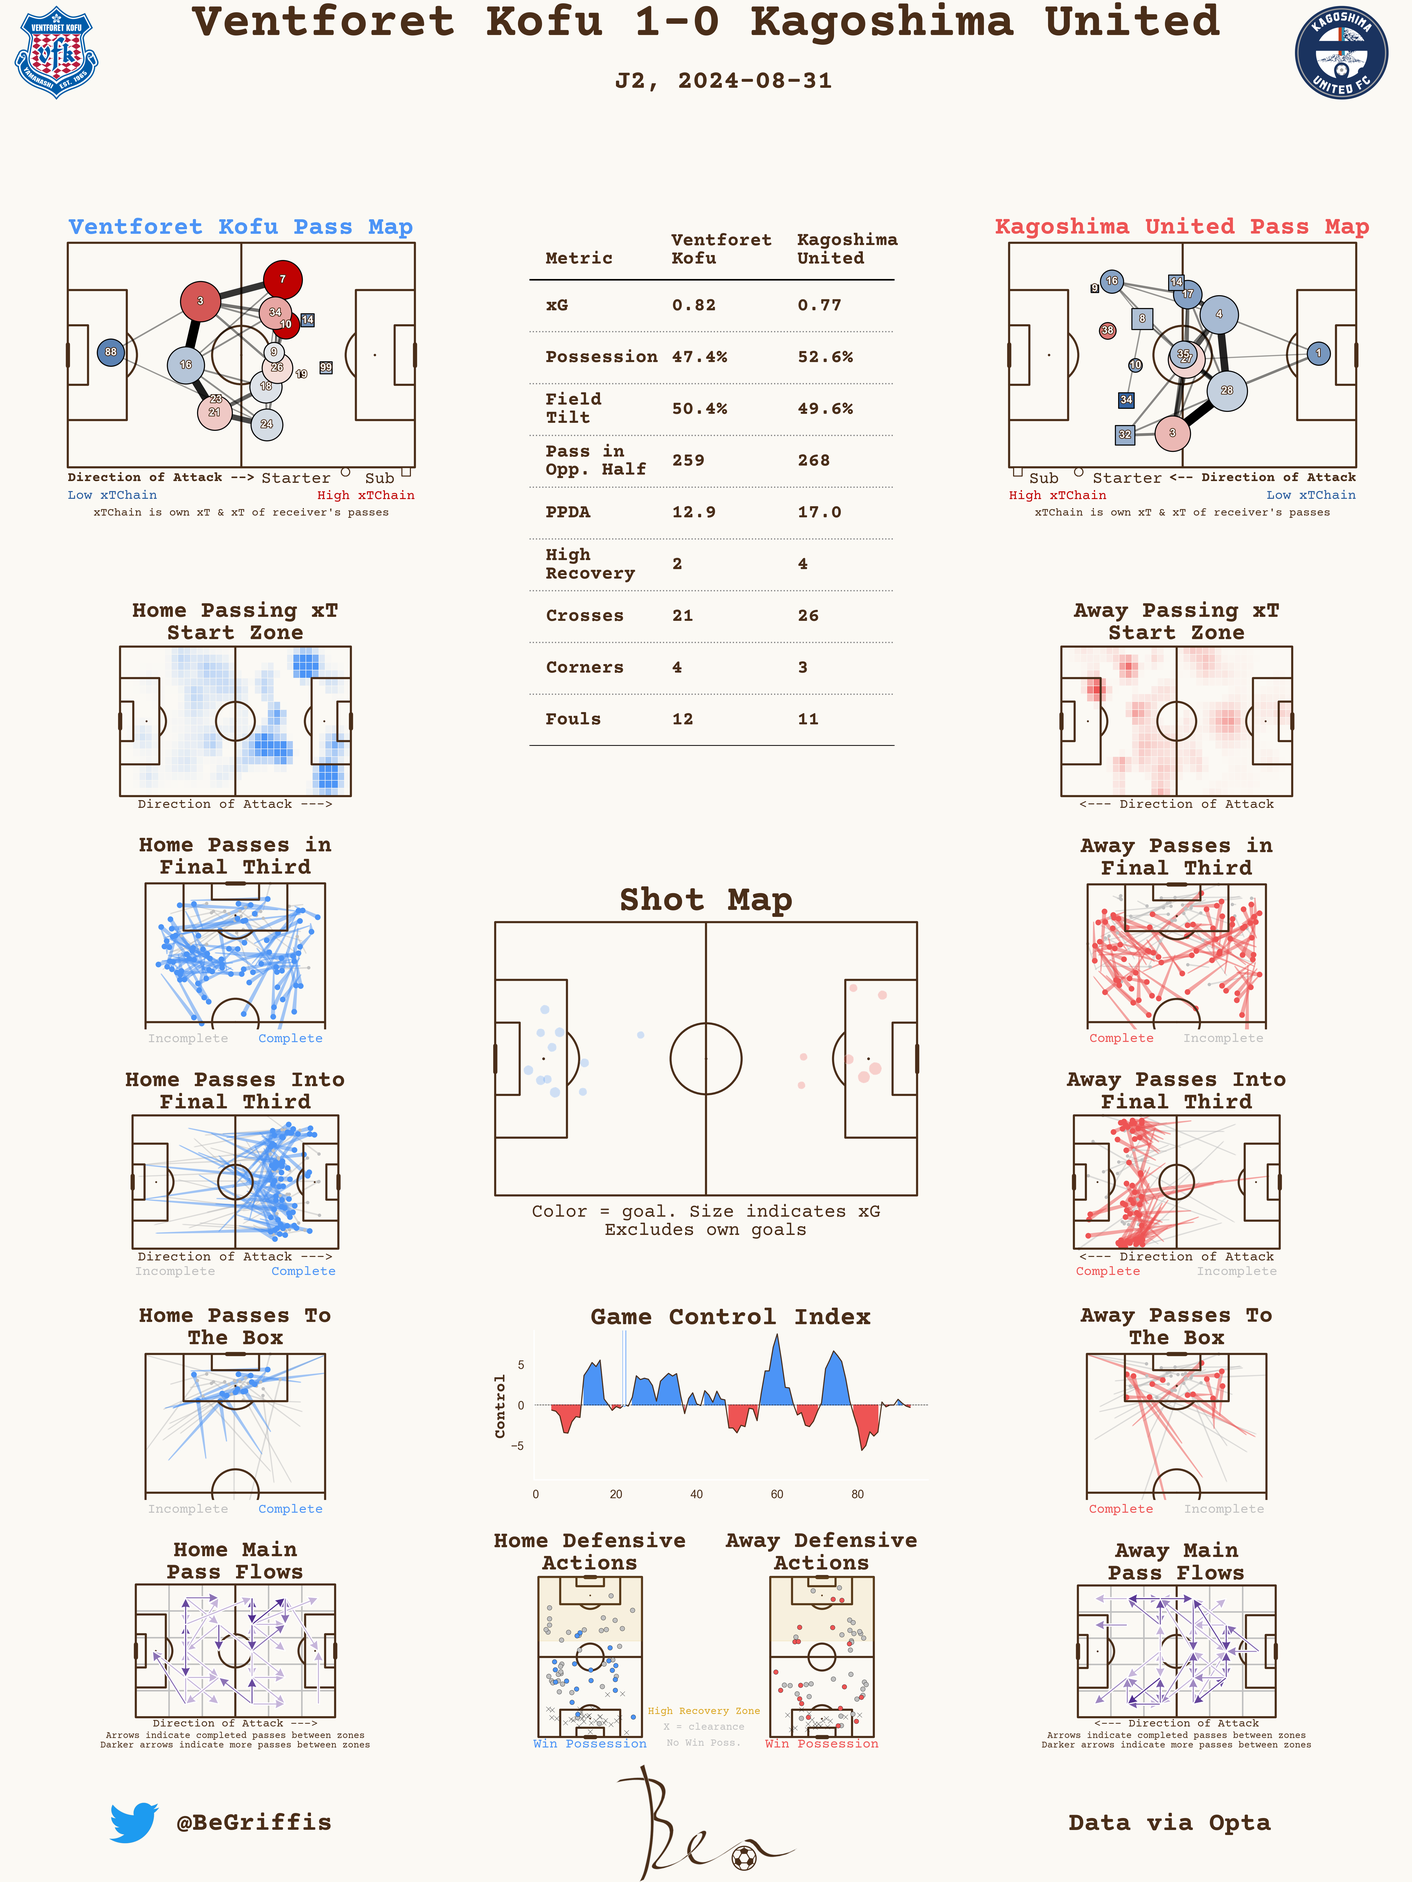 Ventforet Kofu 1-0 Kagoshima United
J2, 2024-08-31
VENTFORET KOFU
vfk
YAMANASHI EST. 1965
KAGOSHIMA
UNITED FC
Ventforet Kofu Pass Map
88
3
16
21
23
7
34
10
14
9
26
19
99
18
24
Direction of Attack --> Starter Sub
Low xTChain High xTChain
xTChain is own xT & xT of receiver's passes
Metric Ventforet Kofu Kagoshima United
xG 0.82 0.77
Possession 47.4% 52.6%
Field Tilt 50.4% 49.6%
Pass in Opp. Half 259 268
PPDA 12.9 17.0
High Recovery 2 4
Crosses 21 26
Corners 4 3
Fouls 12 11
Kagoshima United Pass Map
16
9
14
17
8
4
38
35
27
10
1
34
28
32
3
Sub Starter <-- Direction of Attack
High xTChain Low xTChain
xTChain is own xT & xT of receiver's passes
Home Passing xT
Start Zone
Direction of Attack --->
Away Passing xT
Start Zone
<--- Direction of Attack
Home Passes in
Final Third
Incomplete Complete
Away Passes in
Final Third
Complete Incomplete
Shot Map
Color = goal. Size indicates xG
Excludes own goals
Home Passes Into
Final Third
Direction of Attack --->
Incomplete Complete
Away Passes Into
Final Third
<--- Direction of Attack
Complete Incomplete
Home Passes To
The Box
Incomplete Complete
Game Control Index
Control
5
0
−5
0 20 40 60 80
Away Passes To
The Box
Complete Incomplete
Home Main
Pass Flows
Direction of Attack --->
Arrows indicate completed passes between zones
Darker arrows indicate more passes between zones
Home Defensive
Actions
Win Possession
High Recovery Zone
X = clearance
No Win Poss.
Away Defensive
Actions
Win Possession
Away Main
Pass Flows
<--- Direction of Attack
Arrows indicate completed passes between zones
Darker arrows indicate more passes between zones
@BeGriffis
Ben
Data via Opta